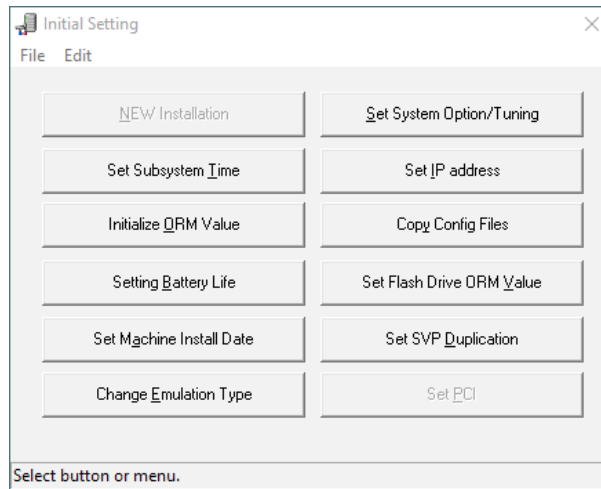 Initial Setting
File Edit
NEW Installation
Set System Option/Tuning
Set Subsystem Time
Set IP address
Initialize ORM Value
Copy Config Files
Setting Battery Life
Set Flash Drive ORM Value
Set Machine Install Date
Set SVP Duplication
Change Emulation Type
Set PCI
Select button or menu.